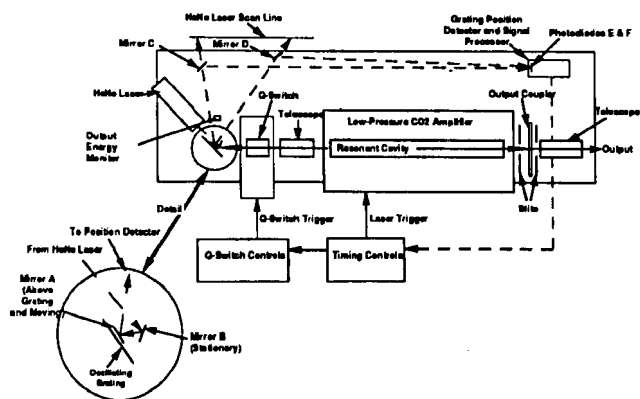 HeNe Laser Scan Line
Mirror C
Mirror D
Grating Position
Detector and Signal
Processor
Photodiodes E & F
HeNe Laser
Output
Energy
Monitor
Q-Switch
Telescope
Low-Pressure CO2 Amplifier
Resonant Cavity
Output
Coupler
Telescope
Output
Slits
Detail
Q-Switch Trigger
Laser Trigger
Q-Switch Controls
Timing Controls
To Position Detector
From HeNe Laser
Mirror A
(Above
Grating
and Moving)
Mirror B
(Stationary)
Oscillating
Grating